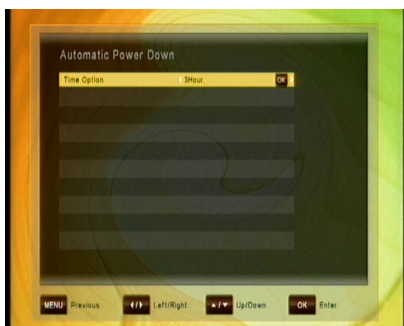 Automatic Power Down
Time Option 3Hour OK
MENU Previous Left/Right Up/Down OK Enter